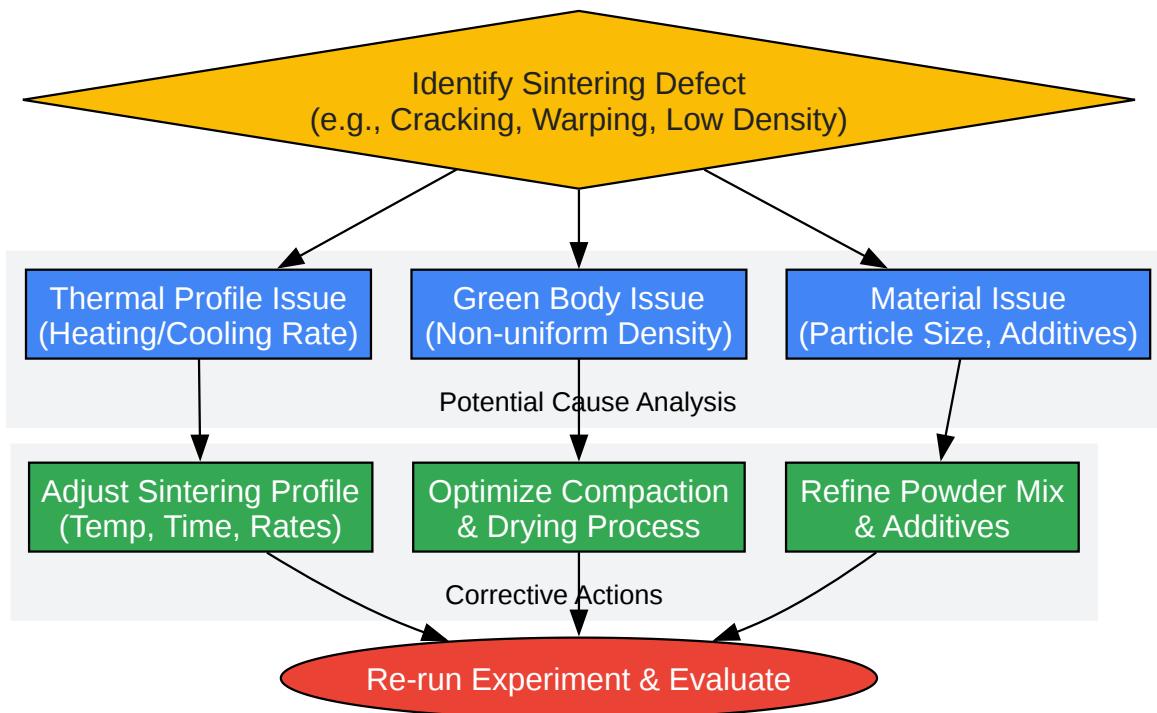 Identify Sintering Defect
(e.g., Cracking, Warping, Low Density)
Thermal Profile Issue
(Heating/Cooling Rate)
Green Body Issue
(Non-uniform Density)
Material Issue
(Particle Size, Additives)
Potential Cause Analysis
Adjust Sintering Profile
(Temp, Time, Rates)
Optimize Compaction
& Drying Process
Refine Powder Mix
& Additives
Corrective Actions
Re-run Experiment & Evaluate